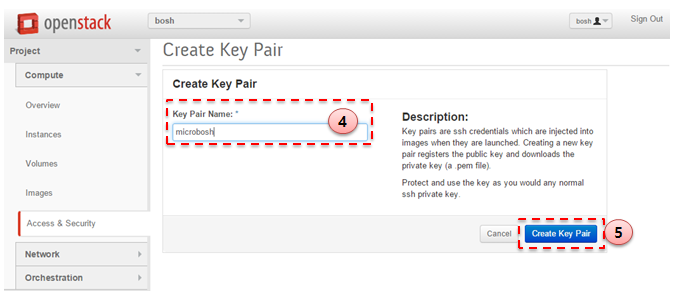 openstack
bosh
bosh
Sign Out
Project
Compute
Overview
Instances
Volumes
Images
Access & Security
Network
Orchestration
Create Key Pair
Create Key Pair
Key Pair Name: *
microbosh
4
Description:
Key pairs are ssh credentials which are injected into
images when they are launched. Creating a new key
pair registers the public key and downloads the
private key (a .pem file).
Protect and use the key as you would any normal
ssh private key.
Cancel
Create Key Pair
5